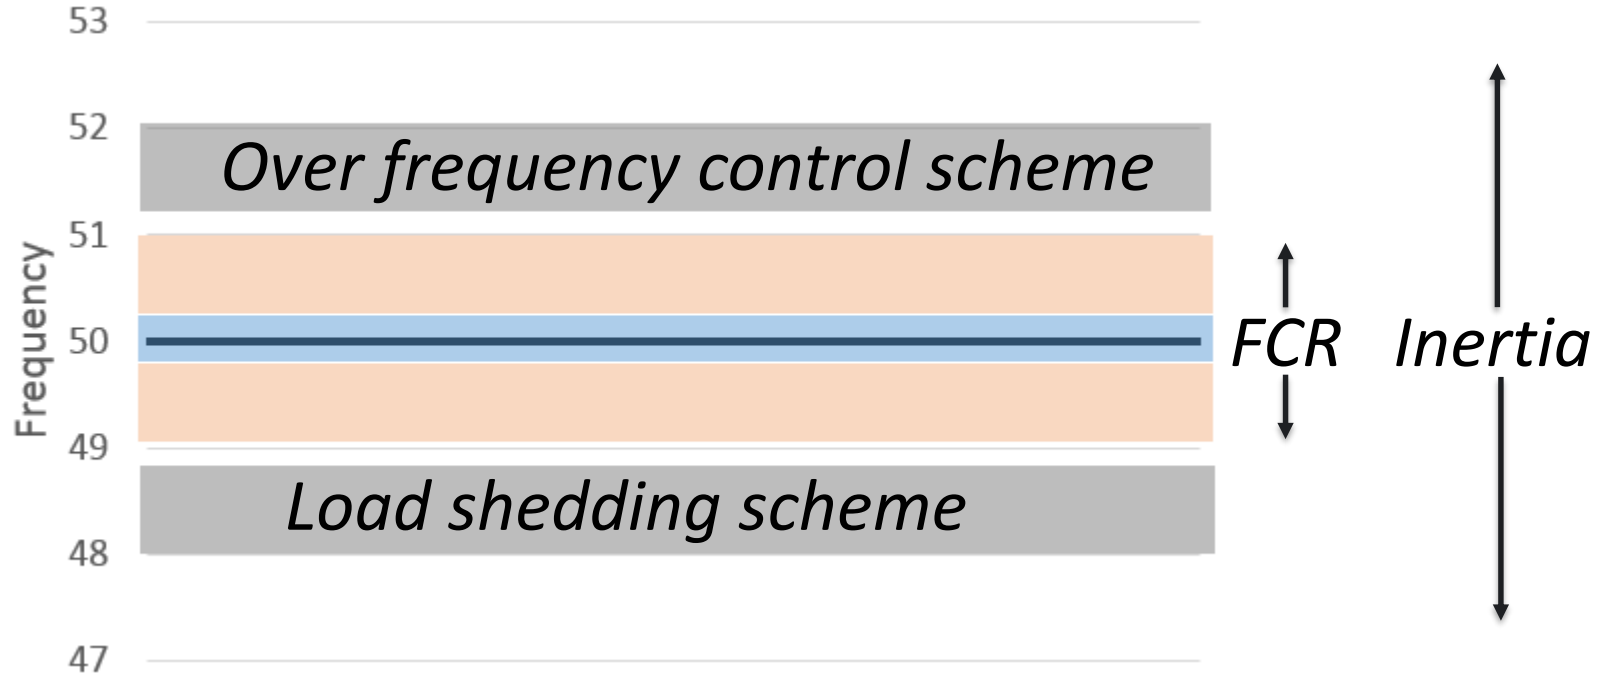 53
52
Over frequency control scheme
51
Frequency
50
FCR
Inertia
49
Load shedding scheme
48
47